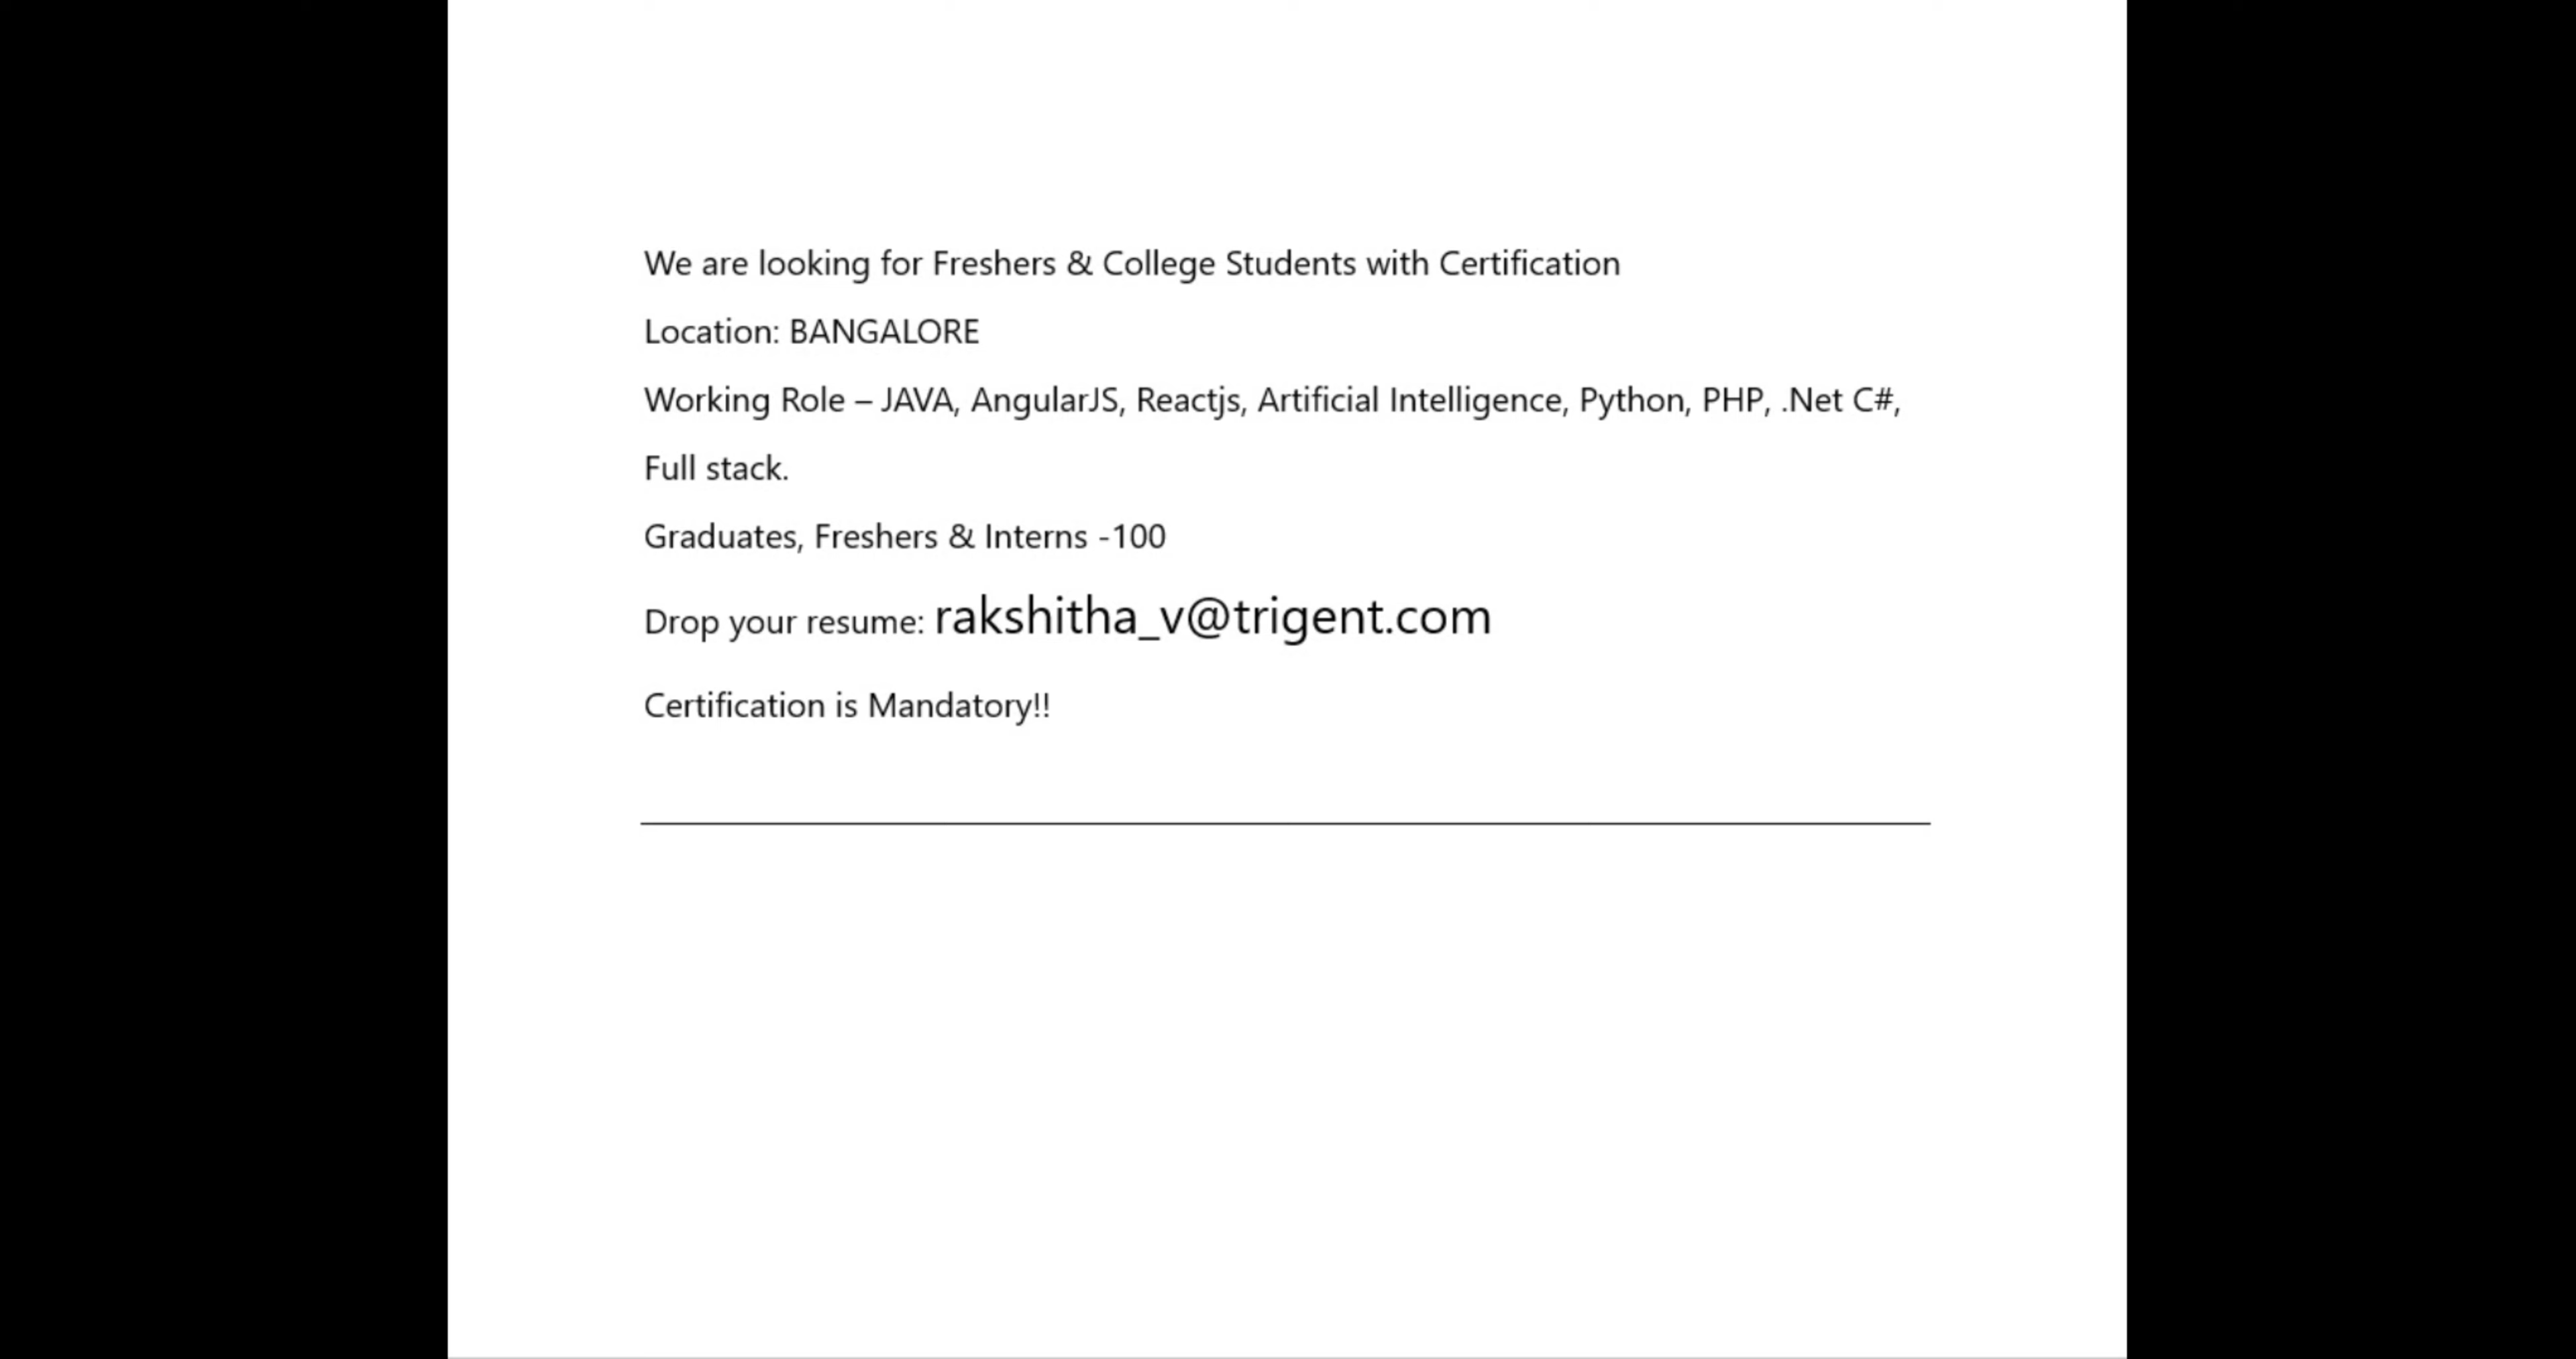 We are looking for Freshers & College Students with Certification
Location: BANGALORE
Working Role – JAVA, AngularJS, Reactjs, Artificial Intelligence, Python, PHP, .Net C#,
Full stack.
Graduates, Freshers & Interns -100
Drop your resume: rakshitha_v@trigent.com
Certification is Mandatory!!